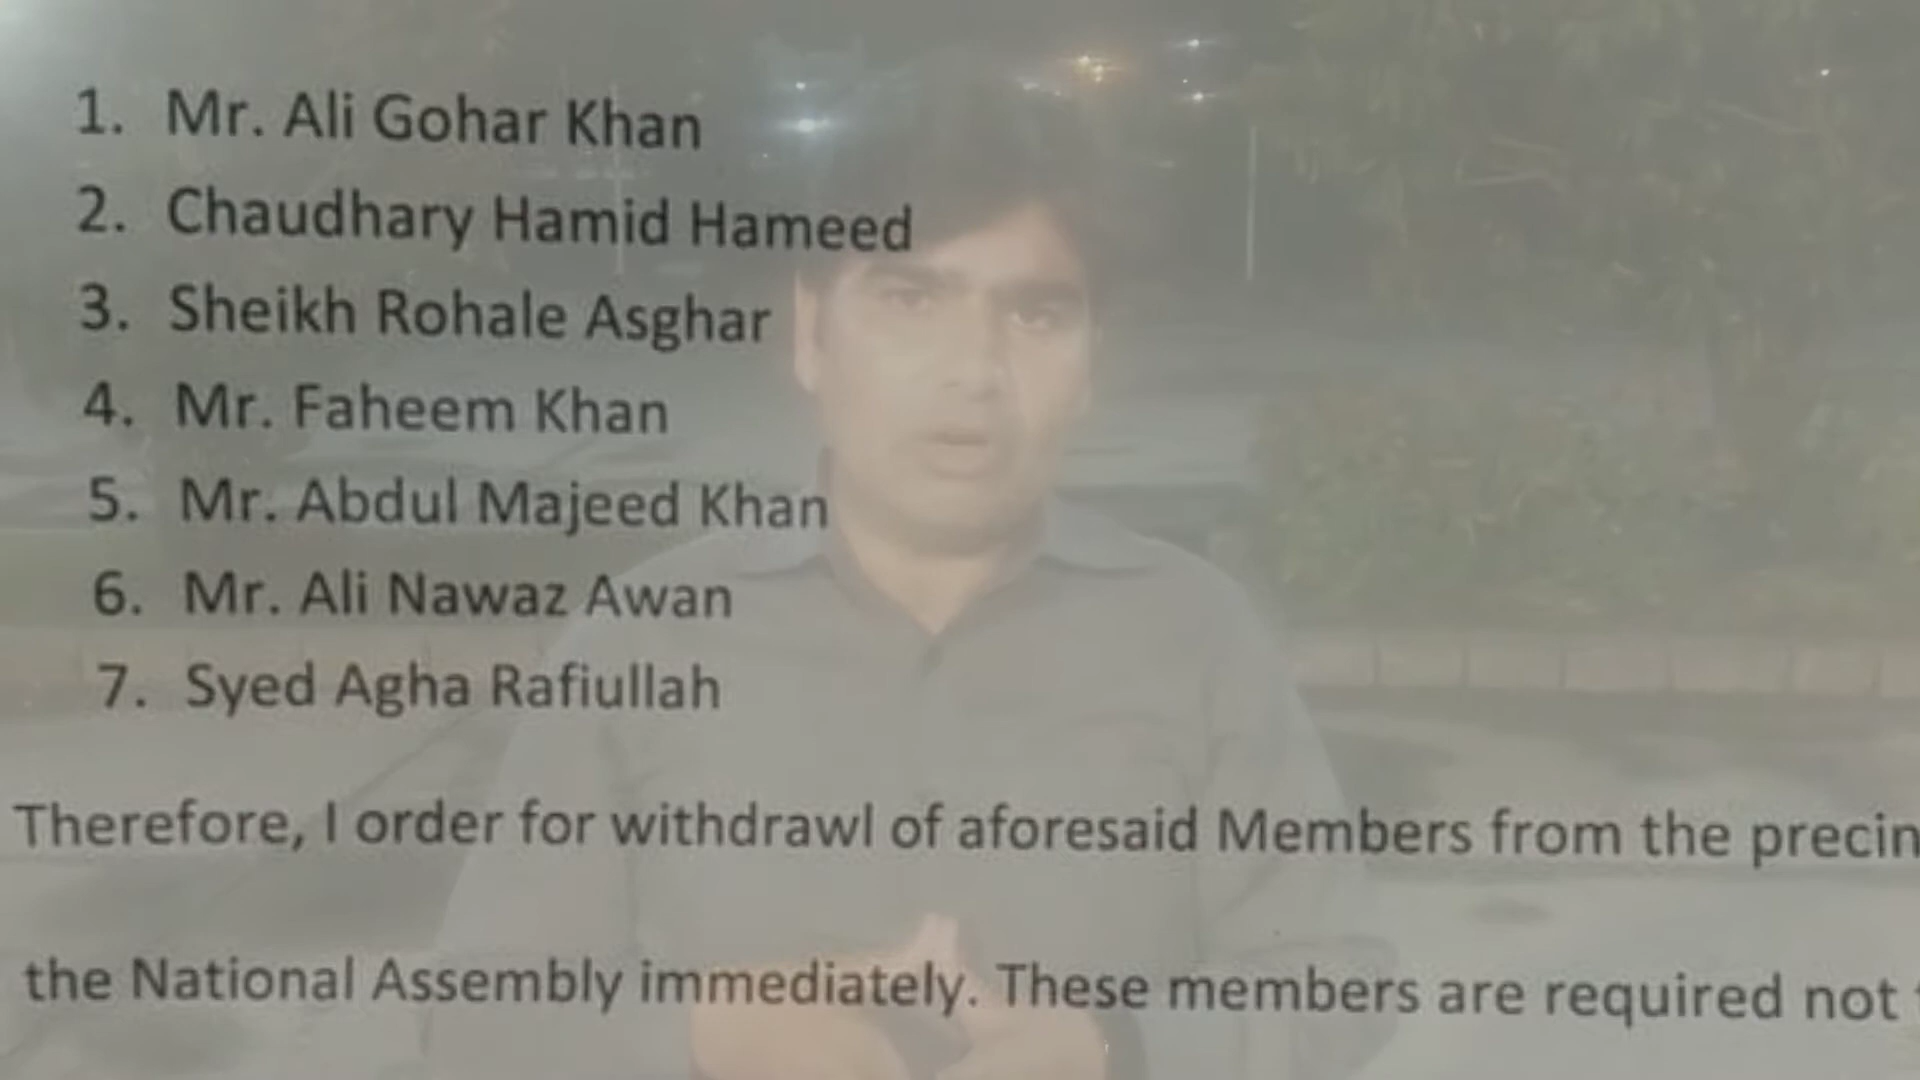 1. Mr. Ali Gohar Khan
2. Chaudhary Hamid Hameed
3. Sheikh Rohale Asghar
4. Mr. Faheem Khan
5. Mr. Abdul Majeed Khan
6. Mr. Ali Nawaz Awan
7. Syed Agha Rafiullah
Therefore, I order for withdrawl of aforesaid Members from the
the National Assembly immediately. These members are required not